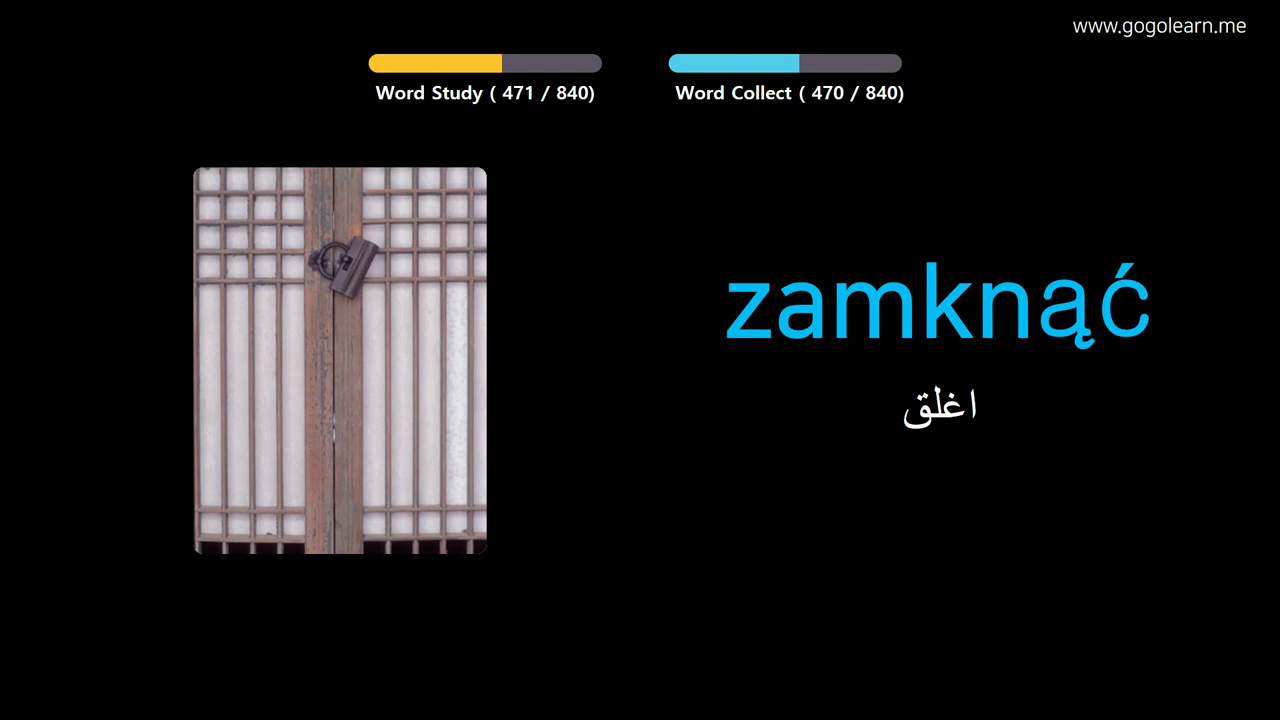 www.gogolearn.me
Word Study ( 471 / 840)
Word Collect ( 470 / 840)
zamknąć
اغلق